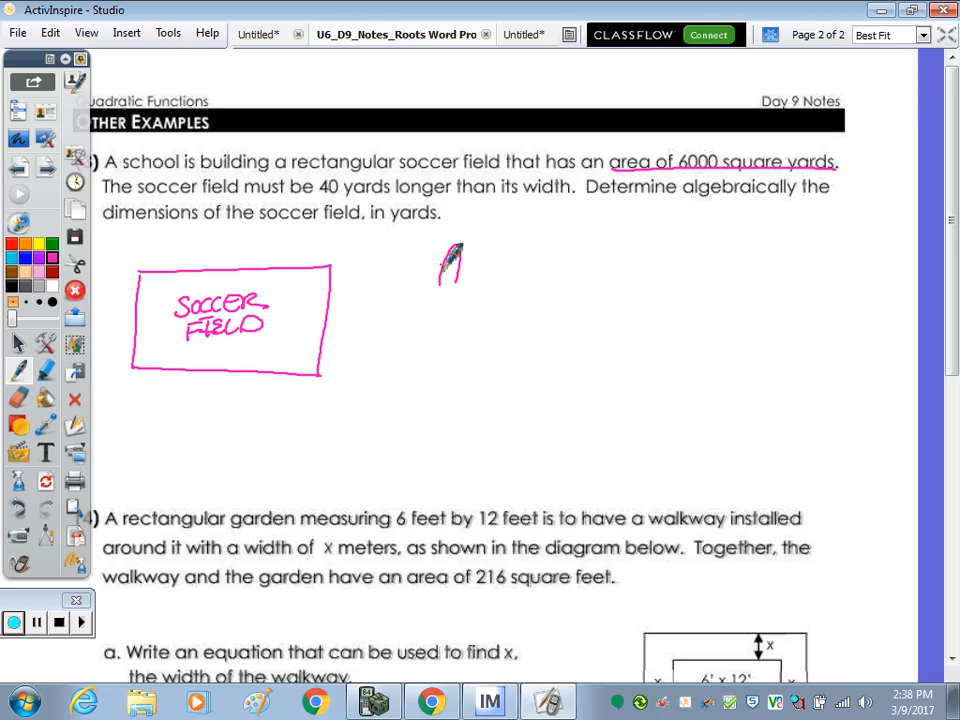 ActivInspire - Studio
File Edit View Insert Tools Help Untitled* U6_D9_Notes_Roots Word Pro Untitled* CLASSFLOW Connect Page 2 of 2 Best Fit
uadralic Functions Day 9 Notes
OTHER EXAMPLES
3) A school is building a rectangular soccer field that has an area of 6000 square yards.
The soccer field must be 40 yards longer than its width. Determine algebraically the
dimensions of the soccer field, in yards.
SOCCER
FIELD
4) A rectangular garden measuring 6 feet by 12 feet is to have a walkway installed
around it with a width of x meters, as shown in the diagram below. Together, the
walkway and the garden have an area of 216 square feet.
a. Write an equation that can be used to find x,
the width of the walkway.
x
x 6' x 12' x
84 IM
2:38 PM
3/9/2017